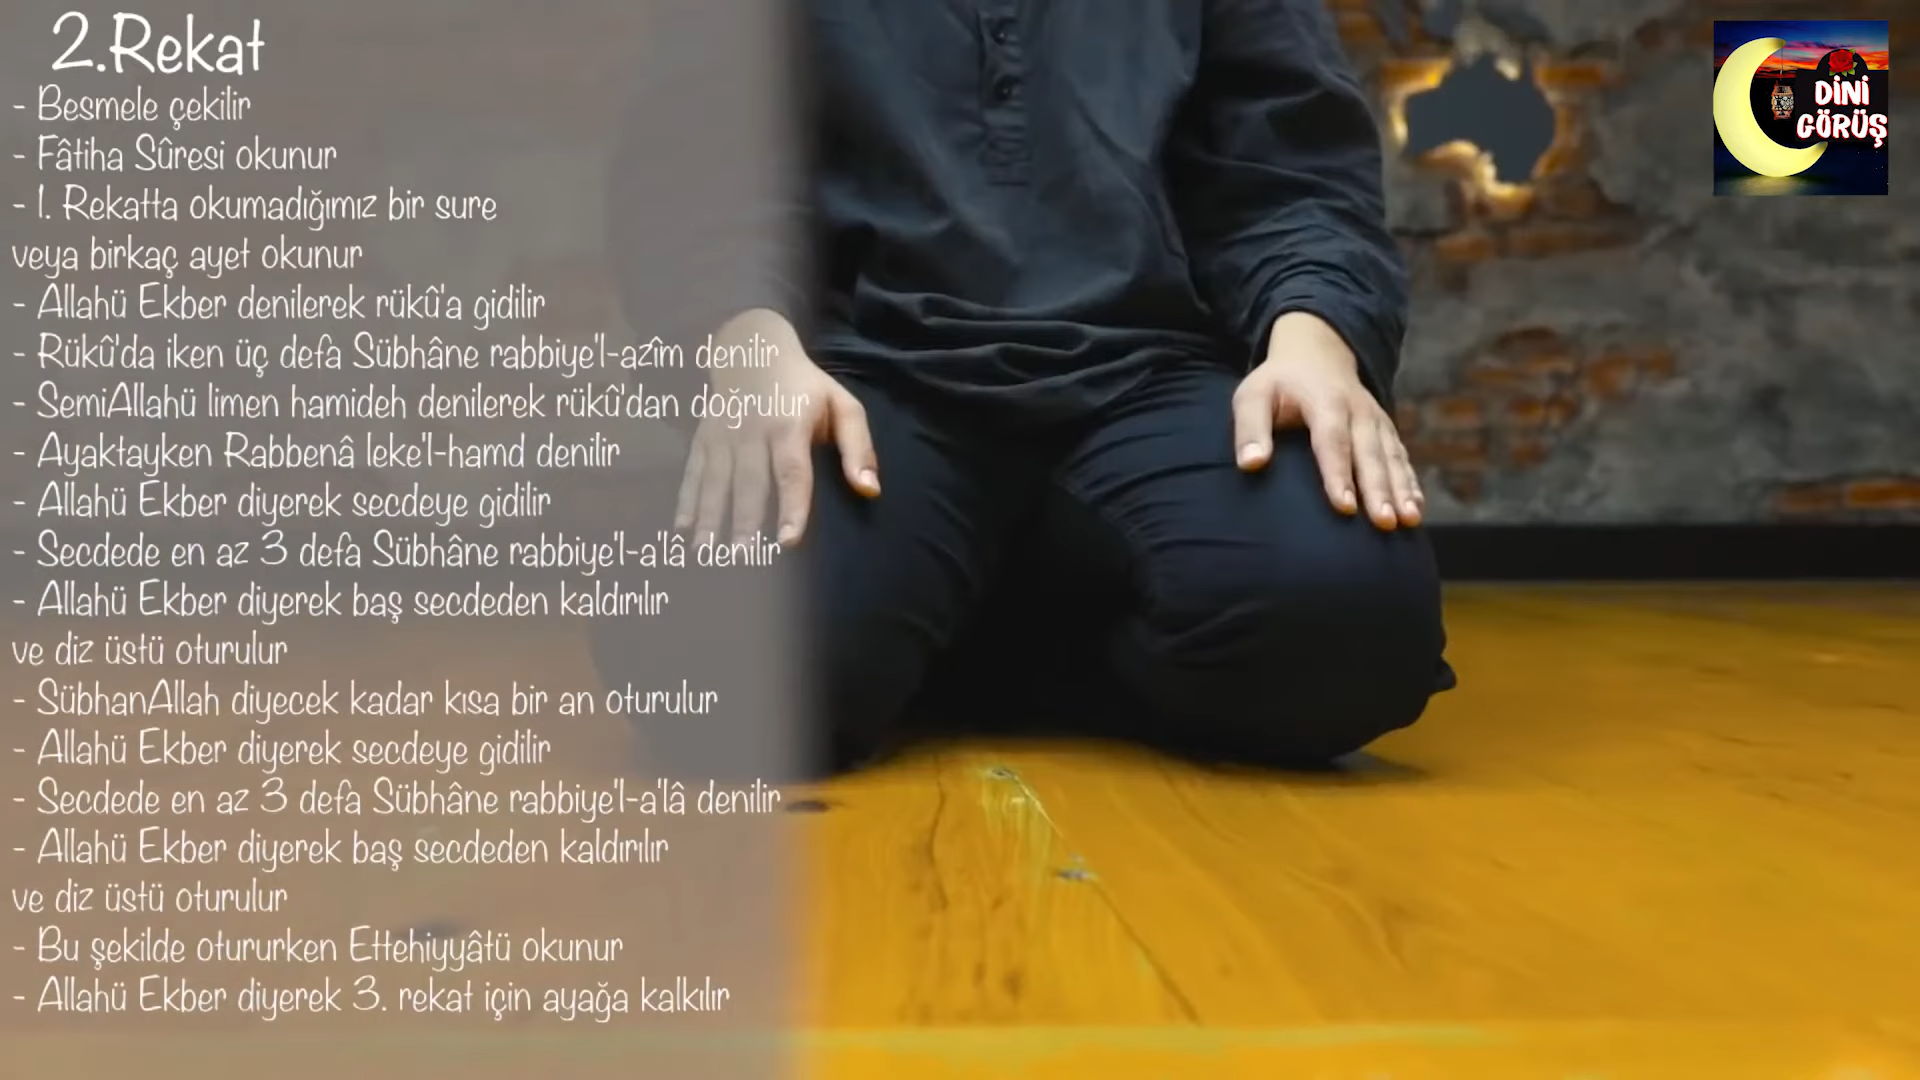 2.Rekat
- Besmele çekilir
- Fâtiha Sûresi okunur
- 1. Rekatta okumadığımız bir sure
veya birkaç ayet okunur
- Allahü Ekber denilerek rükû'a gidilir
- Rükû'da iken üç defa Sübhâne rabbiye'l-azîm denilir
- SemiAllahü limen hamideh denilerek rükû'dan doğrulur
- Ayaktayken Rabbenâ leke'l-hamd denilir
- Allahü Ekber diyerek secdeye gidilir
- Secdede en az 3 defa Sübhâne rabbiye'l-a'lâ denilir
- Allahü Ekber diyerek baş secdeden kaldırılır
ve diz üstü oturulur
- SübhanAllah diyecek kadar kısa bir an oturulur
- Allahü Ekber diyerek secdeye gidilir
- Secdede en az 3 defa Sübhâne rabbiye'l-a'lâ denilir
- Allahü Ekber diyerek baş secdeden kaldırılır
ve diz üstü oturulur
- Bu şekilde otururken Ettehiyyâtü okunur
- Allahü Ekber diyerek 3. rekat için ayağa kalkılır
DİNİ
GÖRÜŞ